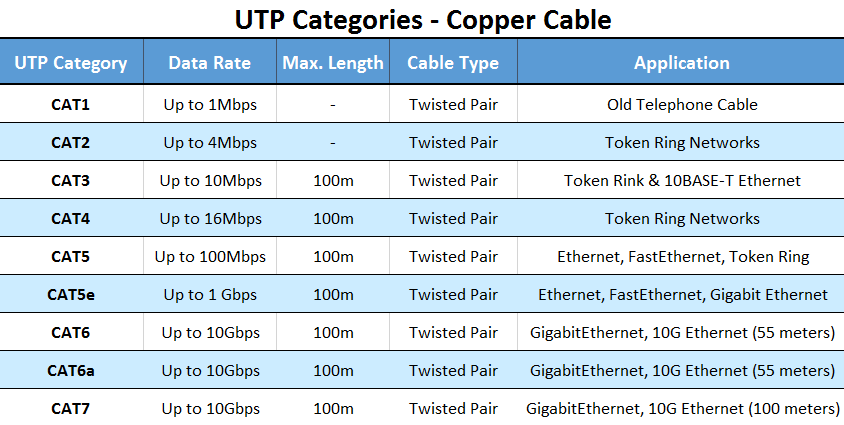 UTP Categories - Copper Cable
UTP Category Data Rate Max. Length Cable Type Application
CAT1 Up to 1Mbps - Twisted Pair Old Telephone Cable
CAT2 Up to 4Mbps - Twisted Pair Token Ring Networks
CAT3 Up to 10Mbps 100m Twisted Pair Token Rink & 10BASE-T Ethernet
CAT4 Up to 16Mbps 100m Twisted Pair Token Ring Networks
CAT5 Up to 100Mbps 100m Twisted Pair Ethernet, FastEthernet, Token Ring
CAT5e Up to 1 Gbps 100m Twisted Pair Ethernet, FastEthernet, Gigabit Ethernet
CAT6 Up to 10Gbps 100m Twisted Pair GigabitEthernet, 10G Ethernet (55 meters)
CAT6a Up to 10Gbps 100m Twisted Pair GigabitEthernet, 10G Ethernet (55 meters)
CAT7 Up to 10Gbps 100m Twisted Pair GigabitEthernet, 10G Ethernet (100 meters)